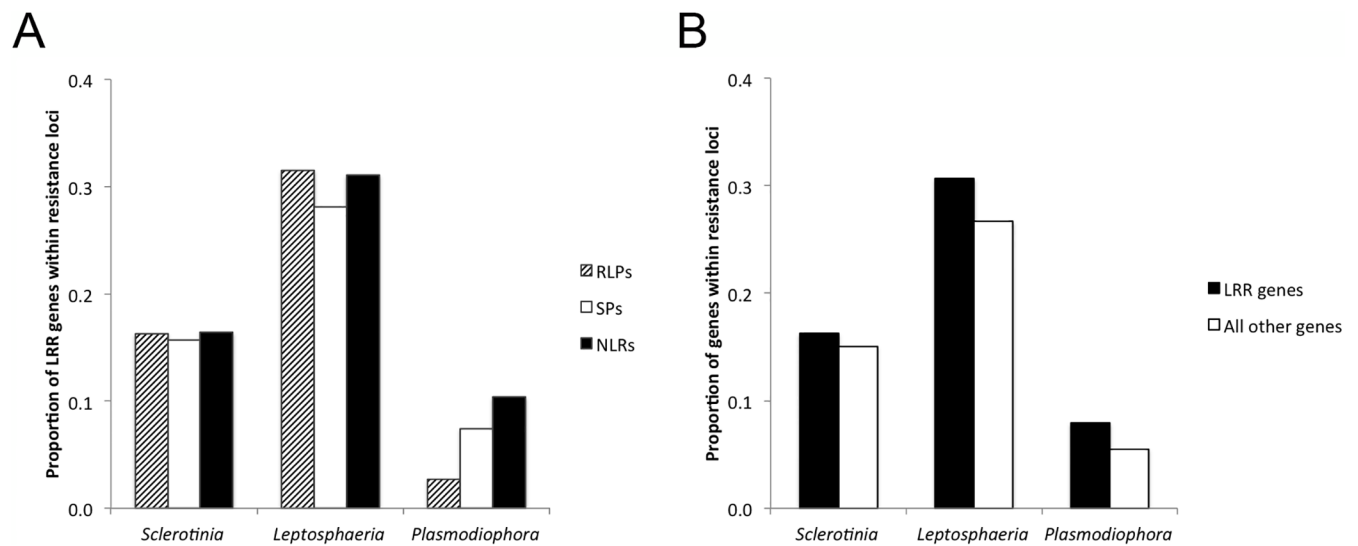 A
Proportion of LRR genes within resistance loci
0.4
0.3
0.2
0.1
0.0
Sclerotinia Leptosphaeria Plasmodiophora
RLPs
SPs
NLRs
B
Proportion of genes within resistance loci
0.4
0.3
0.2
0.1
0.0
Sclerotinia Leptosphaeria Plasmodiophora
LRR genes
All other genes